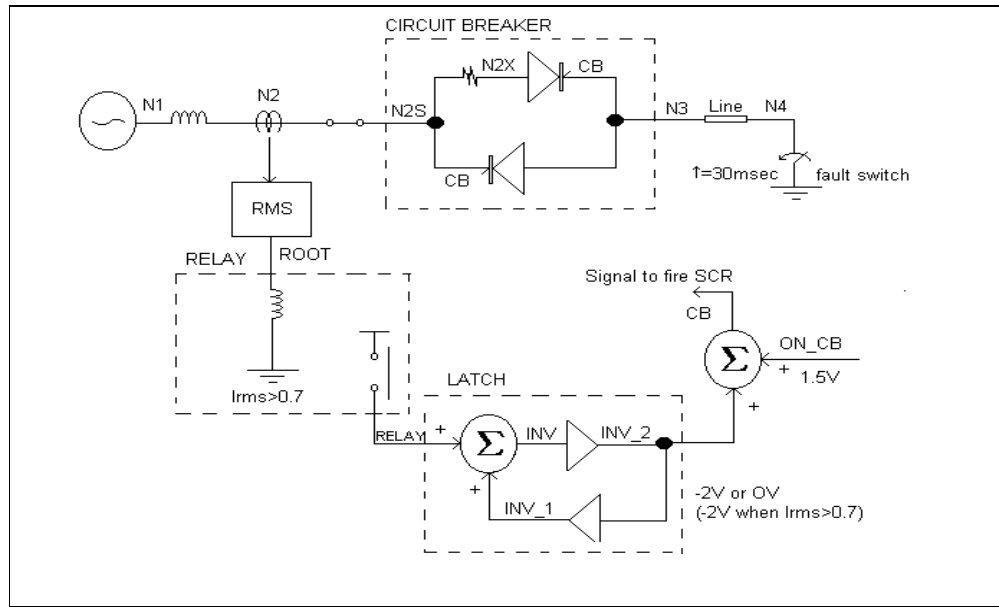 CIRCUIT BREAKER
N1
N2
N2S
N2X
CB
CB
N3
Line
N4
↑=30msec
fault switch
RMS
RELAY
ROOT
Irms>0.7
Signal to fire SCR
CB
Σ
ON_CB
+
1.5V
+
LATCH
RELAY
+
Σ
INV
INV_2
+
INV_1
-2V or 0V
(-2V when Irms>0.7)